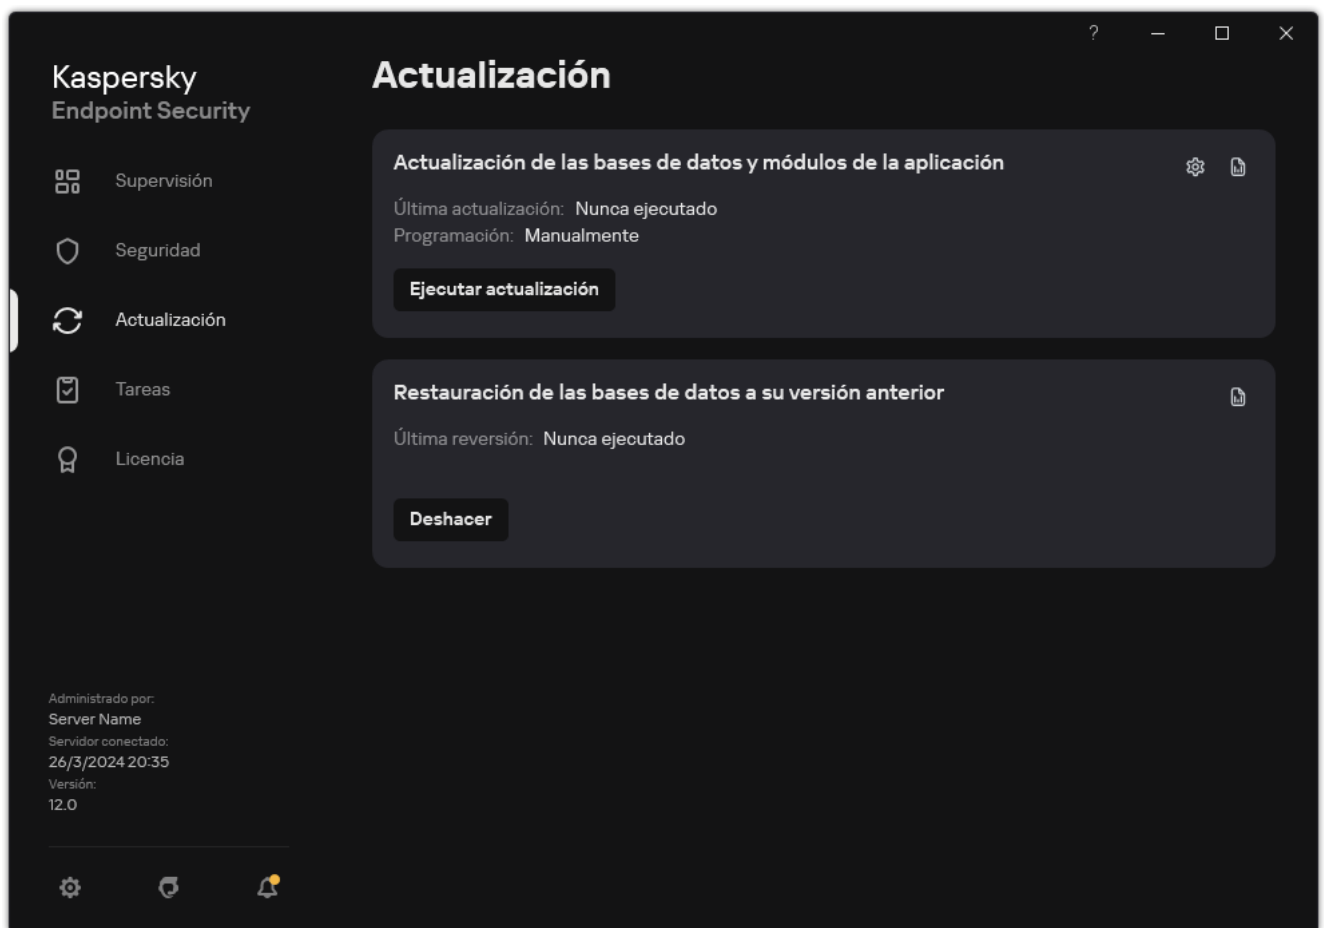 ?
Kaspersky
Endpoint Security
Supervisión
Seguridad
Actualización
Tareas
Licencia
Administrado por:
Server Name
Servidor conectado:
26/3/2024 20:35
Versión:
12.0
Actualización
Actualización de las bases de datos y módulos de la aplicación
Última actualización: Nunca ejecutado
Programación: Manualmente
Ejecutar actualización
Restauración de las bases de datos a su versión anterior
Última reversión: Nunca ejecutado
Deshacer